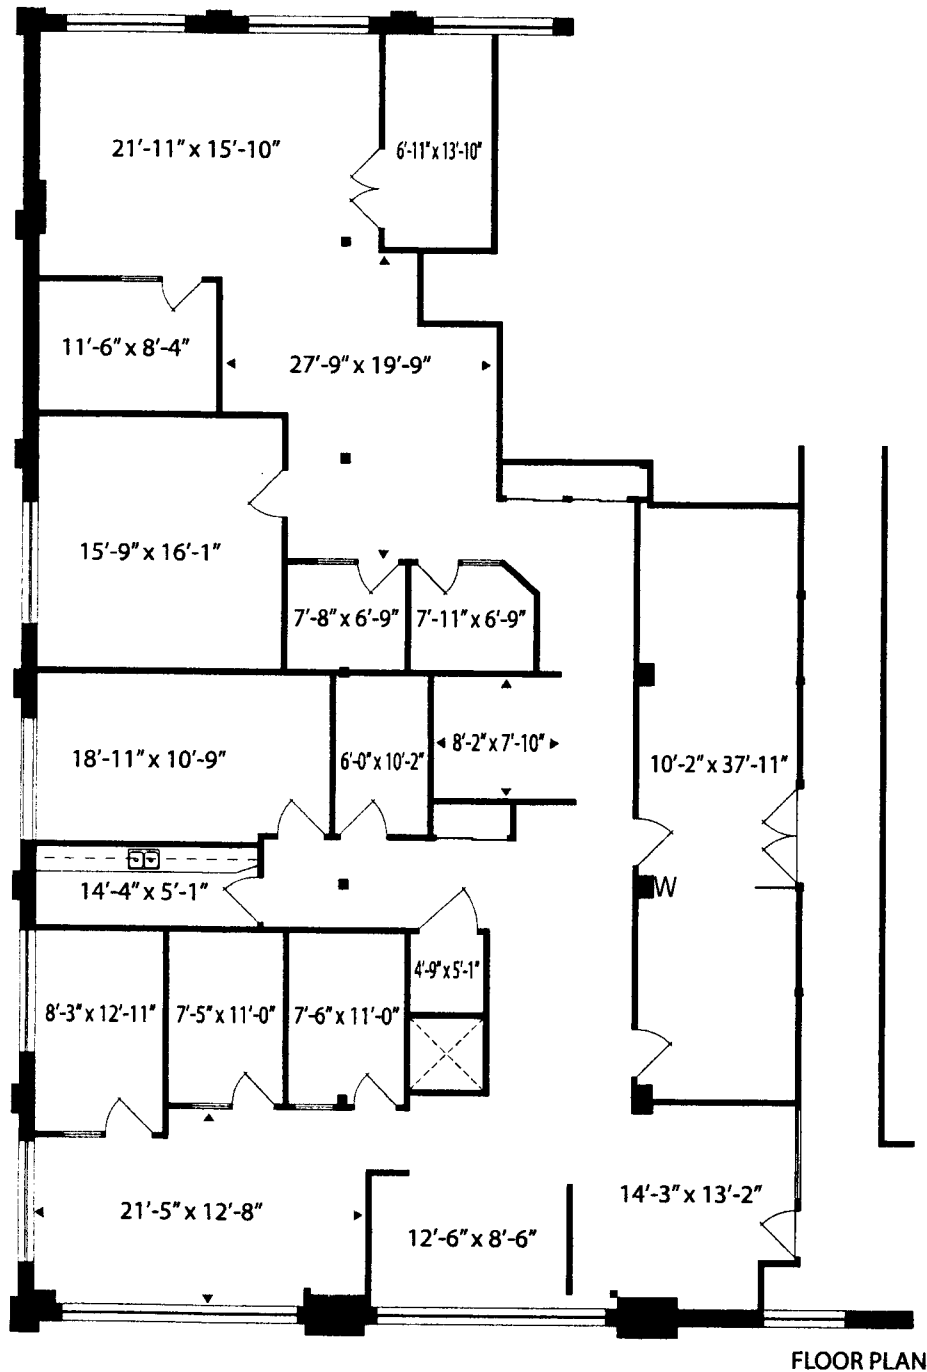 21'-11" x 15'-10"
6'-11" x 13'-10"
11'-6" x 8'-4"
27'-9" x 19'-9"
15'-9" x 16'-1"
7'-8" x 6'-9"
7'-11" x 6'-9"
18'-11" x 10'-9"
6'-0" x 10'-2"
8'-2" x 7'-10"
10'-2" x 37'-11"
14'-4" x 5'-1"
W
8'-3" x 12'-11"
7'-5" x 11'-0"
7'-6" x 11'-0"
4'-9" x 5'-1"
21'-5" x 12'-8"
12'-6" x 8'-6"
14'-3" x 13'-2"
FLOOR PLAN